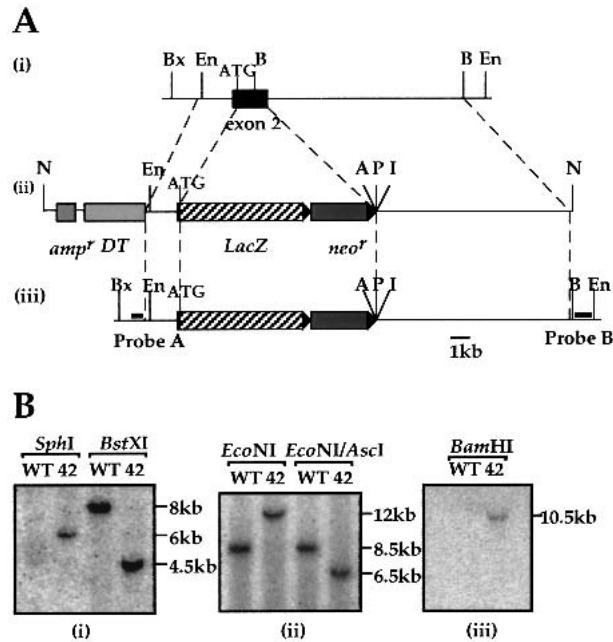 A
(i)
Bx En ATG B B En
exon 2
(ii)
N En ATG A P I N
ampʳ DT LacZ neoʳ
(iii)
Bx En ATG A P I B En
Probe A 1kb Probe B
B
SphI BstXI EcoNI EcoNI/AscI BamHI
WT 42 WT 42 WT 42 WT 42 WT 42
8kb
6kb
4.5kb
12kb
8.5kb
6.5kb
10.5kb
(i) (ii) (iii)